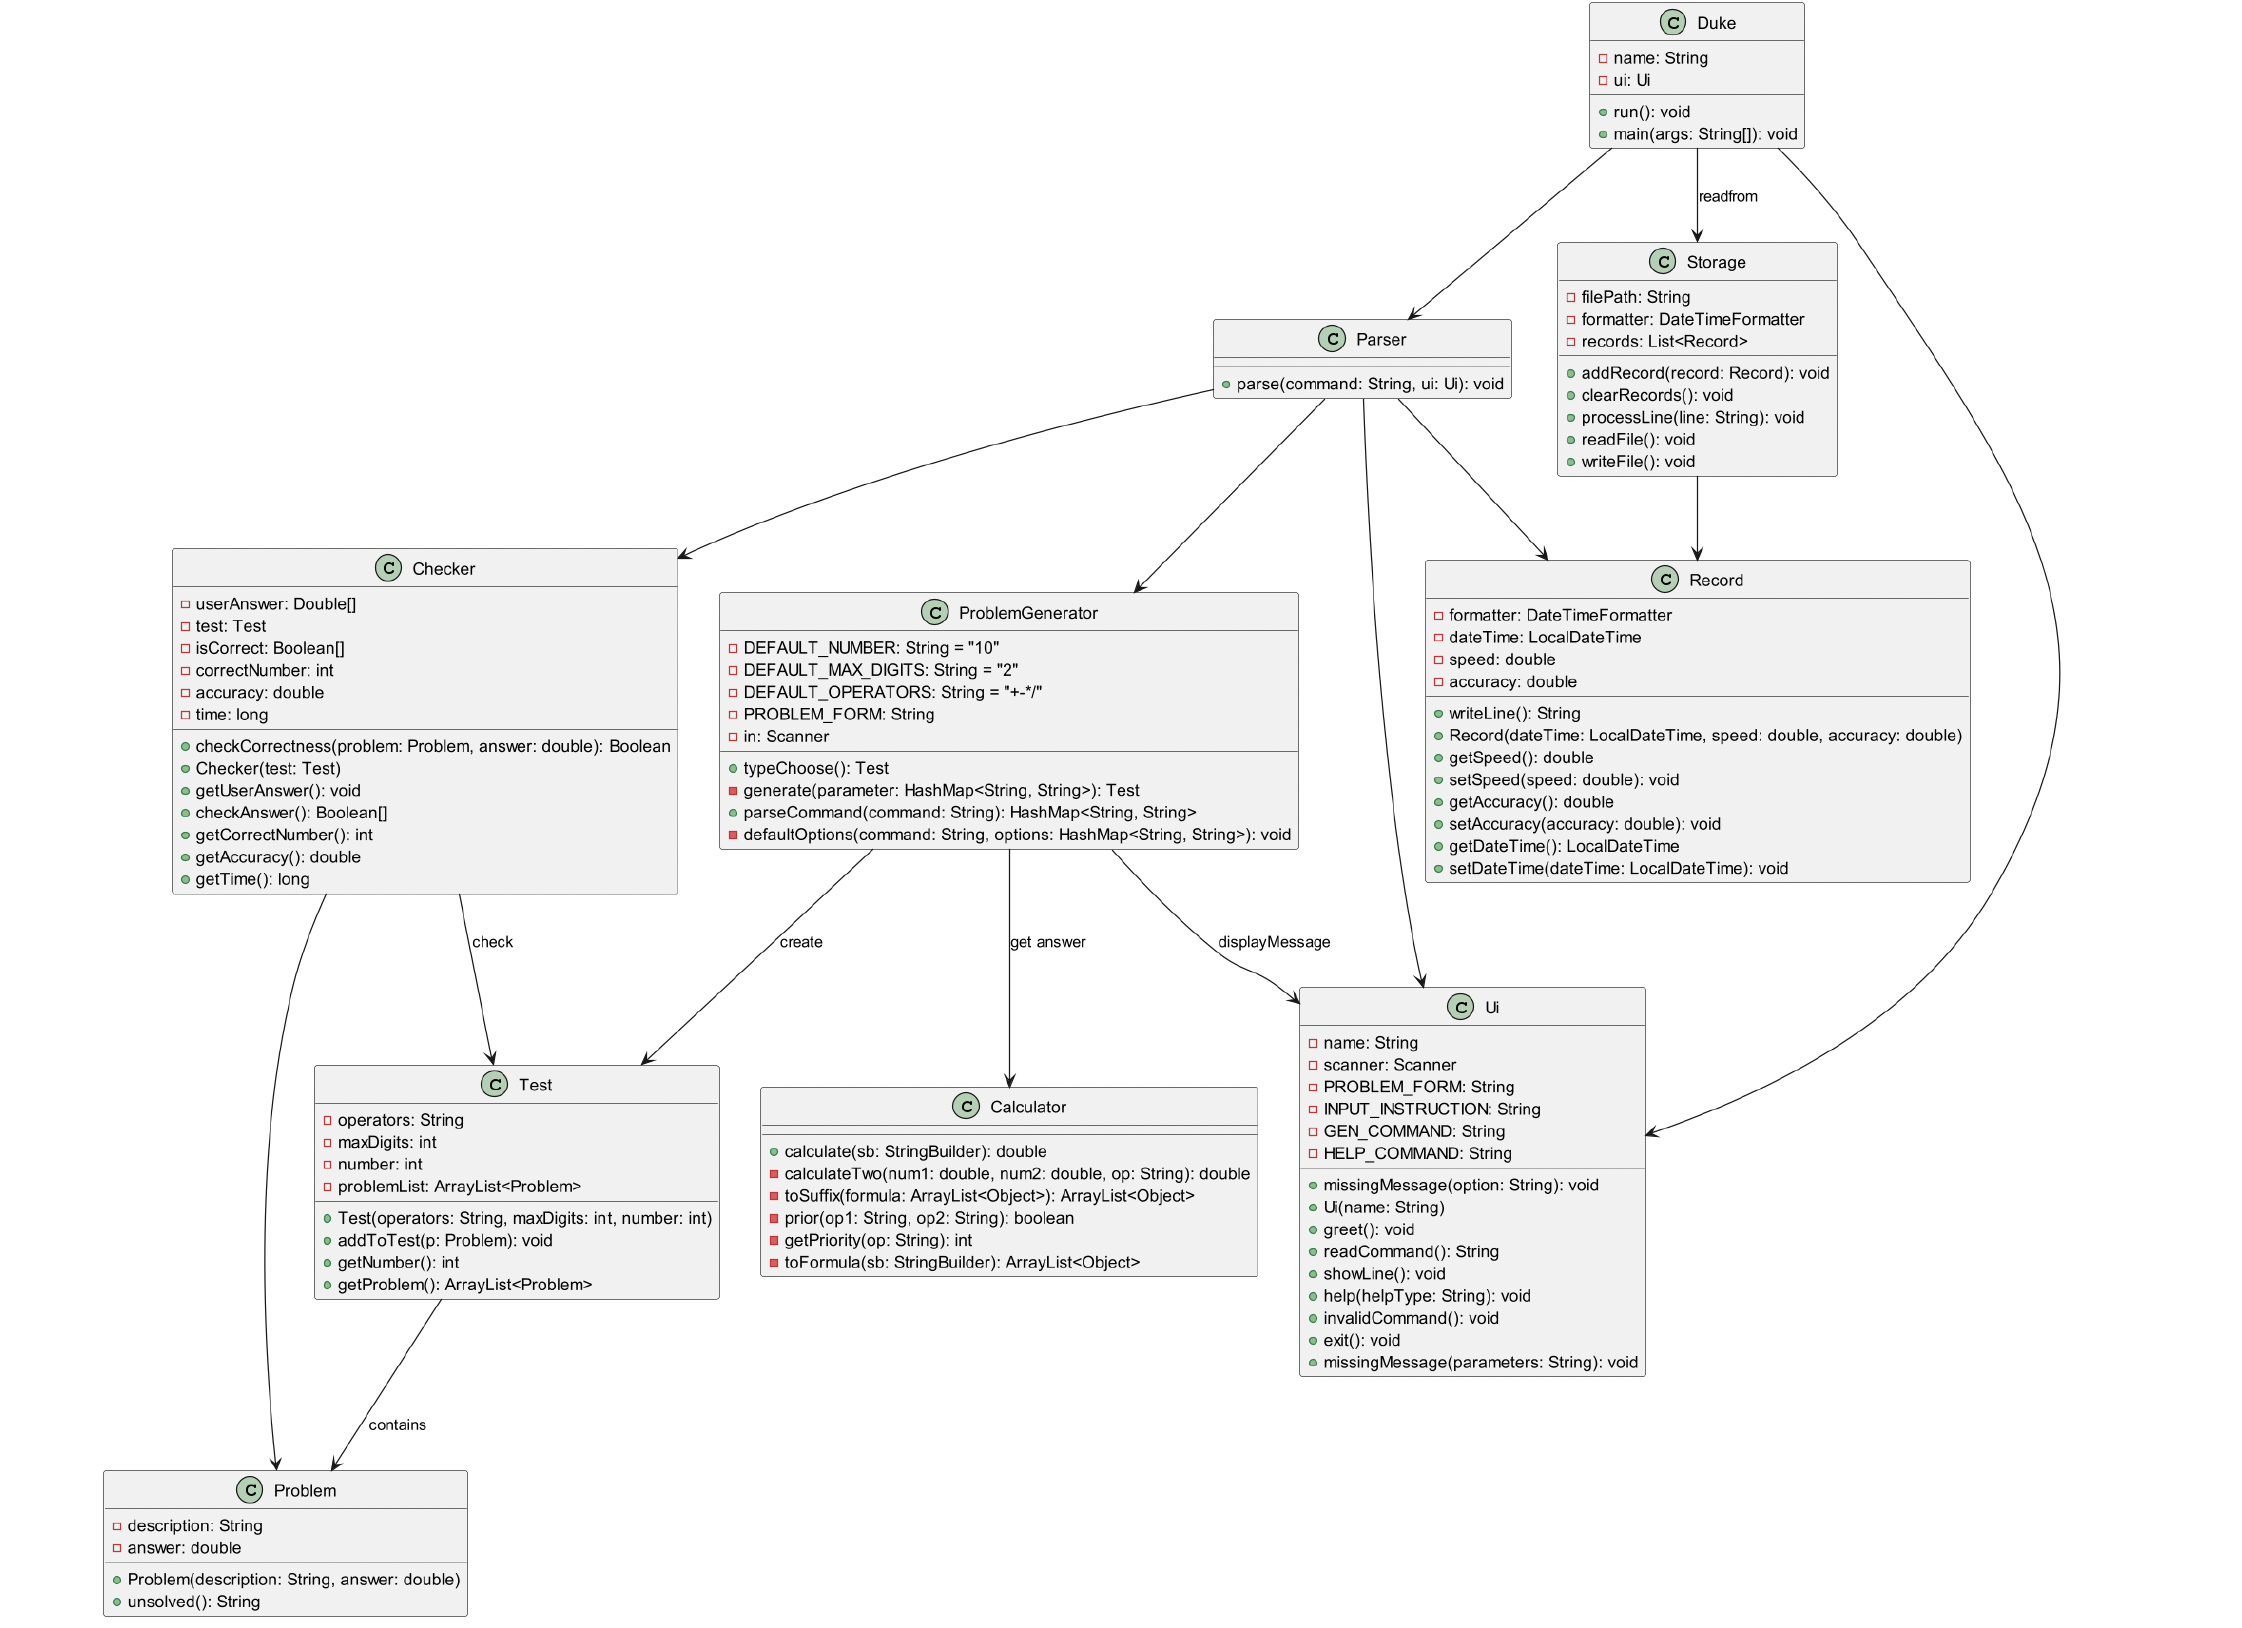 C Duke
name: String
ui: Ui
run(): void
main(args: String[]): void
readfrom
C Storage
filePath: String
formatter: DateTimeFormatter
records: List<Record>
addRecord(record: Record): void
clearRecords(): void
processLine(line: String): void
readFile(): void
writeFile(): void
C Parser
parse(command: String, ui: Ui): void
C Checker
userAnswer: Double[]
test: Test
isCorrect: Boolean[]
correctNumber: int
accuracy: double
time: long
checkCorrectness(problem: Problem, answer: double): Boolean
Checker(test: Test)
getUserAnswer(): void
checkAnswer(): Boolean[]
getCorrectNumber(): int
getAccuracy(): double
getTime(): long
C ProblemGenerator
DEFAULT_NUMBER: String = "10"
DEFAULT_MAX_DIGITS: String = "2"
DEFAULT_OPERATORS: String = "+-*/"
PROBLEM_FORM: String
in: Scanner
typeChoose(): Test
generate(parameter: HashMap<String, String>): Test
parseCommand(command: String): HashMap<String, String>
defaultOptions(command: String, options: HashMap<String, String>): void
C Record
formatter: DateTimeFormatter
dateTime: LocalDateTime
speed: double
accuracy: double
writeLine(): String
Record(dateTime: LocalDateTime, speed: double, accuracy: double)
getSpeed(): double
setSpeed(speed: double): void
getAccuracy(): double
setAccuracy(accuracy: double): void
getDateTime(): LocalDateTime
setDateTime(dateTime: LocalDateTime): void
check
create
get answer
displayMessage
C Test
operators: String
maxDigits: int
number: int
problemList: ArrayList<Problem>
Test(operators: String, maxDigits: int, number: int)
addToTest(p: Problem): void
getNumber(): int
getProblem(): ArrayList<Problem>
C Calculator
calculate(sb: StringBuilder): double
calculateTwo(num1: double, num2: double, op: String): double
toSuffix(formula: ArrayList<Object>): ArrayList<Object>
prior(op1: String, op2: String): boolean
getPriority(op: String): int
toFormula(sb: StringBuilder): ArrayList<Object>
C Ui
name: String
scanner: Scanner
PROBLEM_FORM: String
INPUT_INSTRUCTION: String
GEN_COMMAND: String
HELP_COMMAND: String
missingMessage(option: String): void
Ui(name: String)
greet(): void
readCommand(): String
showLine(): void
help(helpType: String): void
invalidCommand(): void
exit(): void
missingMessage(parameters: String): void
contains
C Problem
description: String
answer: double
Problem(description: String, answer: double)
unsolved(): String